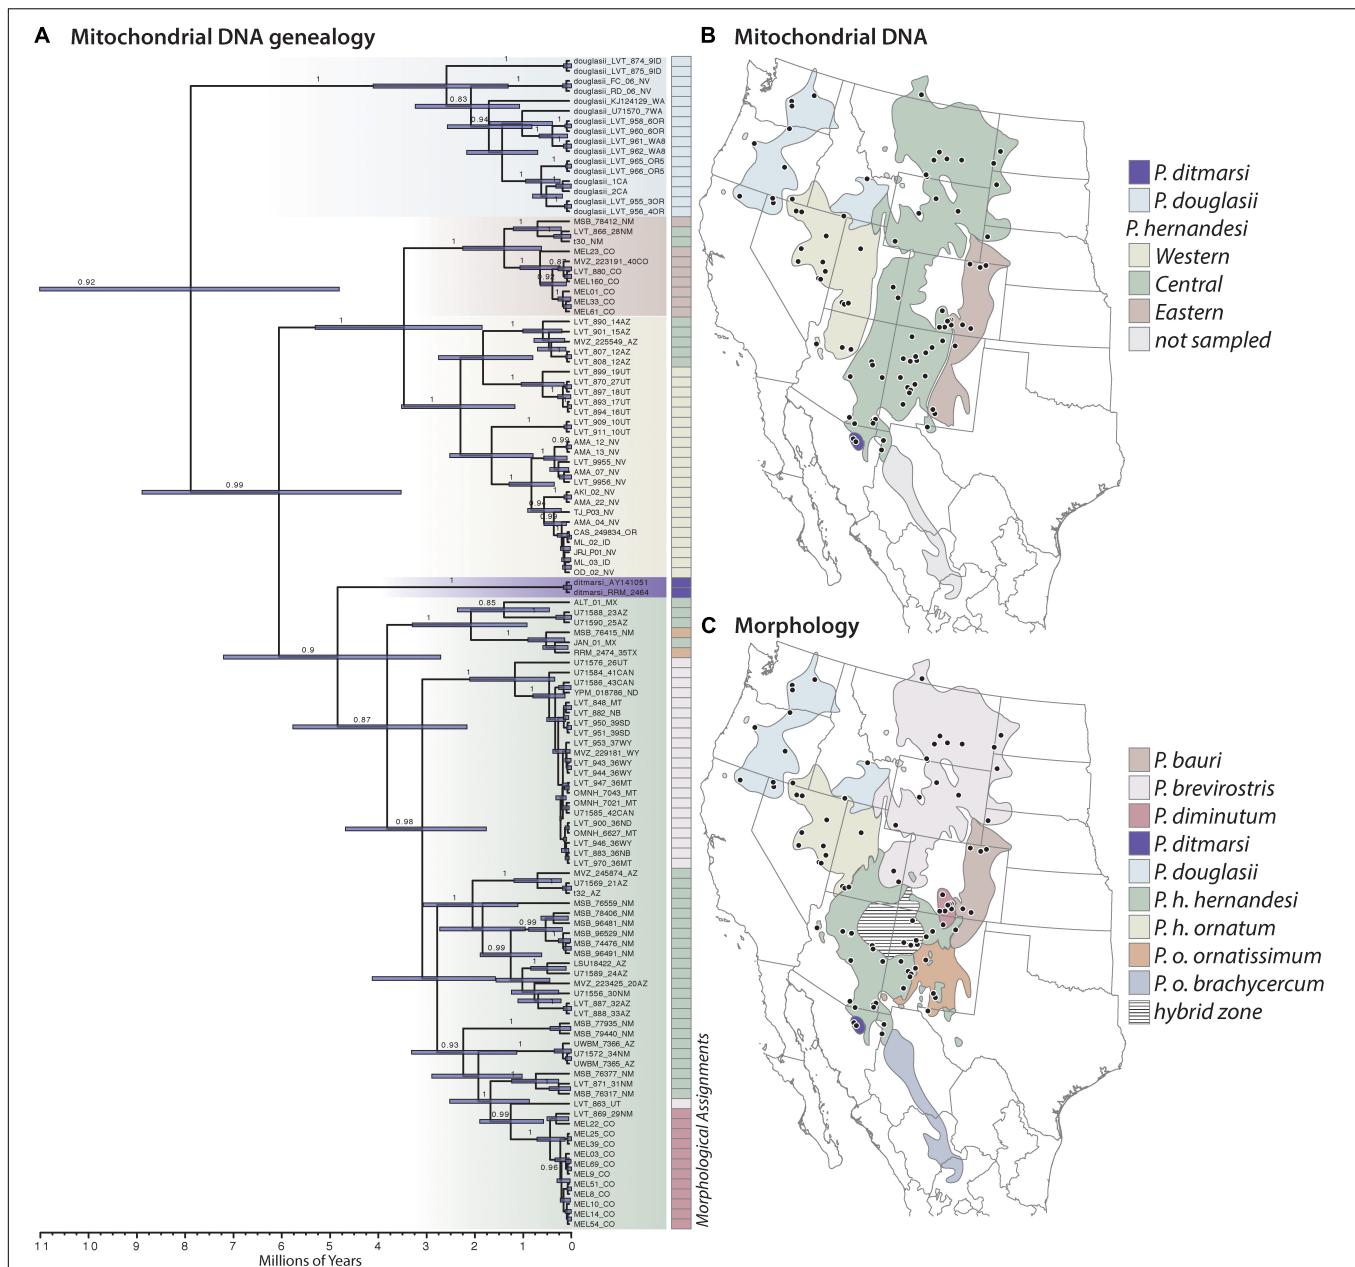 A Mitochondrial DNA genealogy
douglasii_LVT_874_9ID
douglasii_LVT_875_9ID
douglasii_FC_06_NV
douglasii_RD_06_NV
douglasii_KJ124129_WA
douglasii_U71570_7WA
douglasii_LVT_958_6OR
douglasii_LVT_960_6OR
douglasii_LVT_961_WA8
douglasii_LVT_962_WA8
douglasii_LVT_965_OR5
douglasii_LVT_966_OR5
douglasii_1CA
douglasii_2CA
douglasii_LVT_955_3OR
douglasii_LVT_956_4OR
MSB_78412_NM
LVT_866_28NM
t30_NM
MEL23_CO
MVZ_223191_40CO
LVT_880_CO
MEL160_CO
MEL01_CO
MEL33_CO
MEL61_CO
LVT_890_14AZ
LVT_901_15AZ
MVZ_225549_AZ
LVT_807_12AZ
LVT_808_12AZ
LVT_899_19UT
LVT_870_27UT
LVT_897_18UT
LVT_893_17UT
LVT_894_16UT
LVT_909_10UT
LVT_911_10UT
AMA_12_NV
AMA_13_NV
LVT_9955_NV
AMA_07_NV
LVT_9956_NV
AKI_02_NV
AMA_22_NV
TJ_P03_NV
AMA_04_NV
CAS_249834_OR
ML_02_ID
JRJ_P01_NV
ML_03_ID
OD_02_NV
ditmarsi_AY141051
ditmarsi_RRM_2464
ALT_01_MX
U71588_23AZ
U71590_25AZ
MSB_76415_NM
JAN_01_MX
RRM_2474_35TX
U71576_26UT
U71584_41CAN
U71586_43CAN
YPM_018786_ND
LVT_848_MT
LVT_882_NB
LVT_950_39SD
LVT_951_39SD
LVT_953_37WY
MVZ_229181_WY
LVT_943_36WY
LVT_944_36WY
LVT_947_36MT
OMNH_7043_MT
OMNH_7021_MT
U71585_42CAN
LVT_900_36ND
OMNH_6627_MT
LVT_946_36WY
LVT_883_36NB
LVT_970_36MT
MVZ_245874_AZ
U71569_21AZ
t32_AZ
MSB_76559_NM
MSB_78406_NM
MSB_96481_NM
MSB_96529_NM
MSB_74476_NM
MSB_96491_NM
LSU18422_AZ
U71589_24AZ
MVZ_223425_20AZ
U71556_30NM
LVT_887_32AZ
LVT_888_33AZ
MSB_77935_NM
MSB_79440_NM
UWBM_7366_AZ
U71572_34NM
UWBM_7365_AZ
MSB_76377_NM
LVT_871_31NM
MSB_76317_NM
LVT_863_UT
LVT_869_29NM
MEL22_CO
MEL25_CO
MEL39_CO
MEL03_CO
MEL69_CO
MEL9_CO
MEL51_CO
MEL8_CO
MEL10_CO
MEL14_CO
MEL54_CO
Morphological Assignments
11 10 9 8 7 6 5 4 3 2 1 0
Millions of Years
B Mitochondrial DNA
P. ditmarsi
P. douglasii
P. hernandesi
Western
Central
Eastern
not sampled
C Morphology
P. bauri
P. brevirostris
P. diminutum
P. ditmarsi
P. douglasii
P. h. hernandesi
P. h. ornatum
P. o. ornatissimum
P. o. brachycercum
hybrid zone